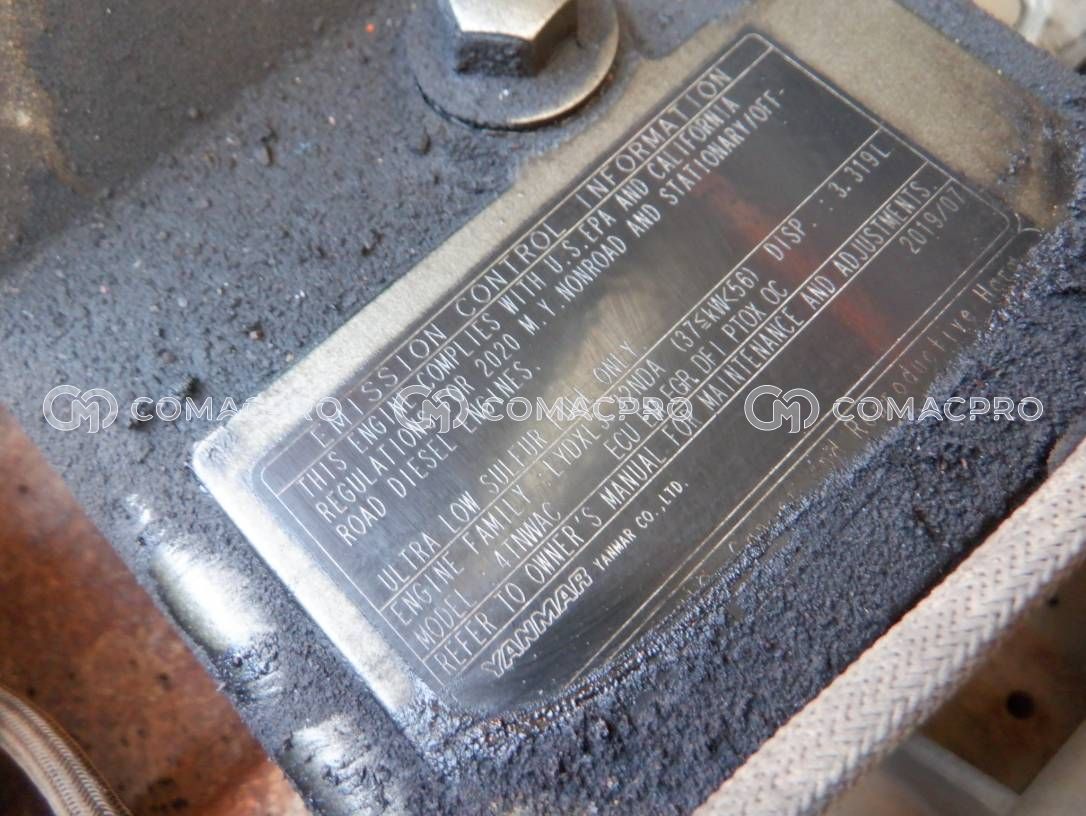 EMISSION CONTROL INFORMATION
THIS ENGINE COMPLIES WITH U.S.EPA AND CALIFORNIA
REGULATIONS FOR 2020 M.Y.NONROAD AND STATIONARY/OFF-
ROAD DIESEL ENGINES.
ULTRA LOW SULFUR FUEL ONLY
ENGINE FAMILY :LYDXL3.32NDA (37≦kW<56) DISP. : 3.319L
MODEL : 4TNWAC ECU EM EGR DFI PTOX OC
REFER TO OWNER'S MANUAL FOR MAINTENANCE AND ADJUSTMENTS.
YANMAR YANMAR CO.,LTD. 2019/07
Productive
COMACPRO COMACPRO COMACPRO